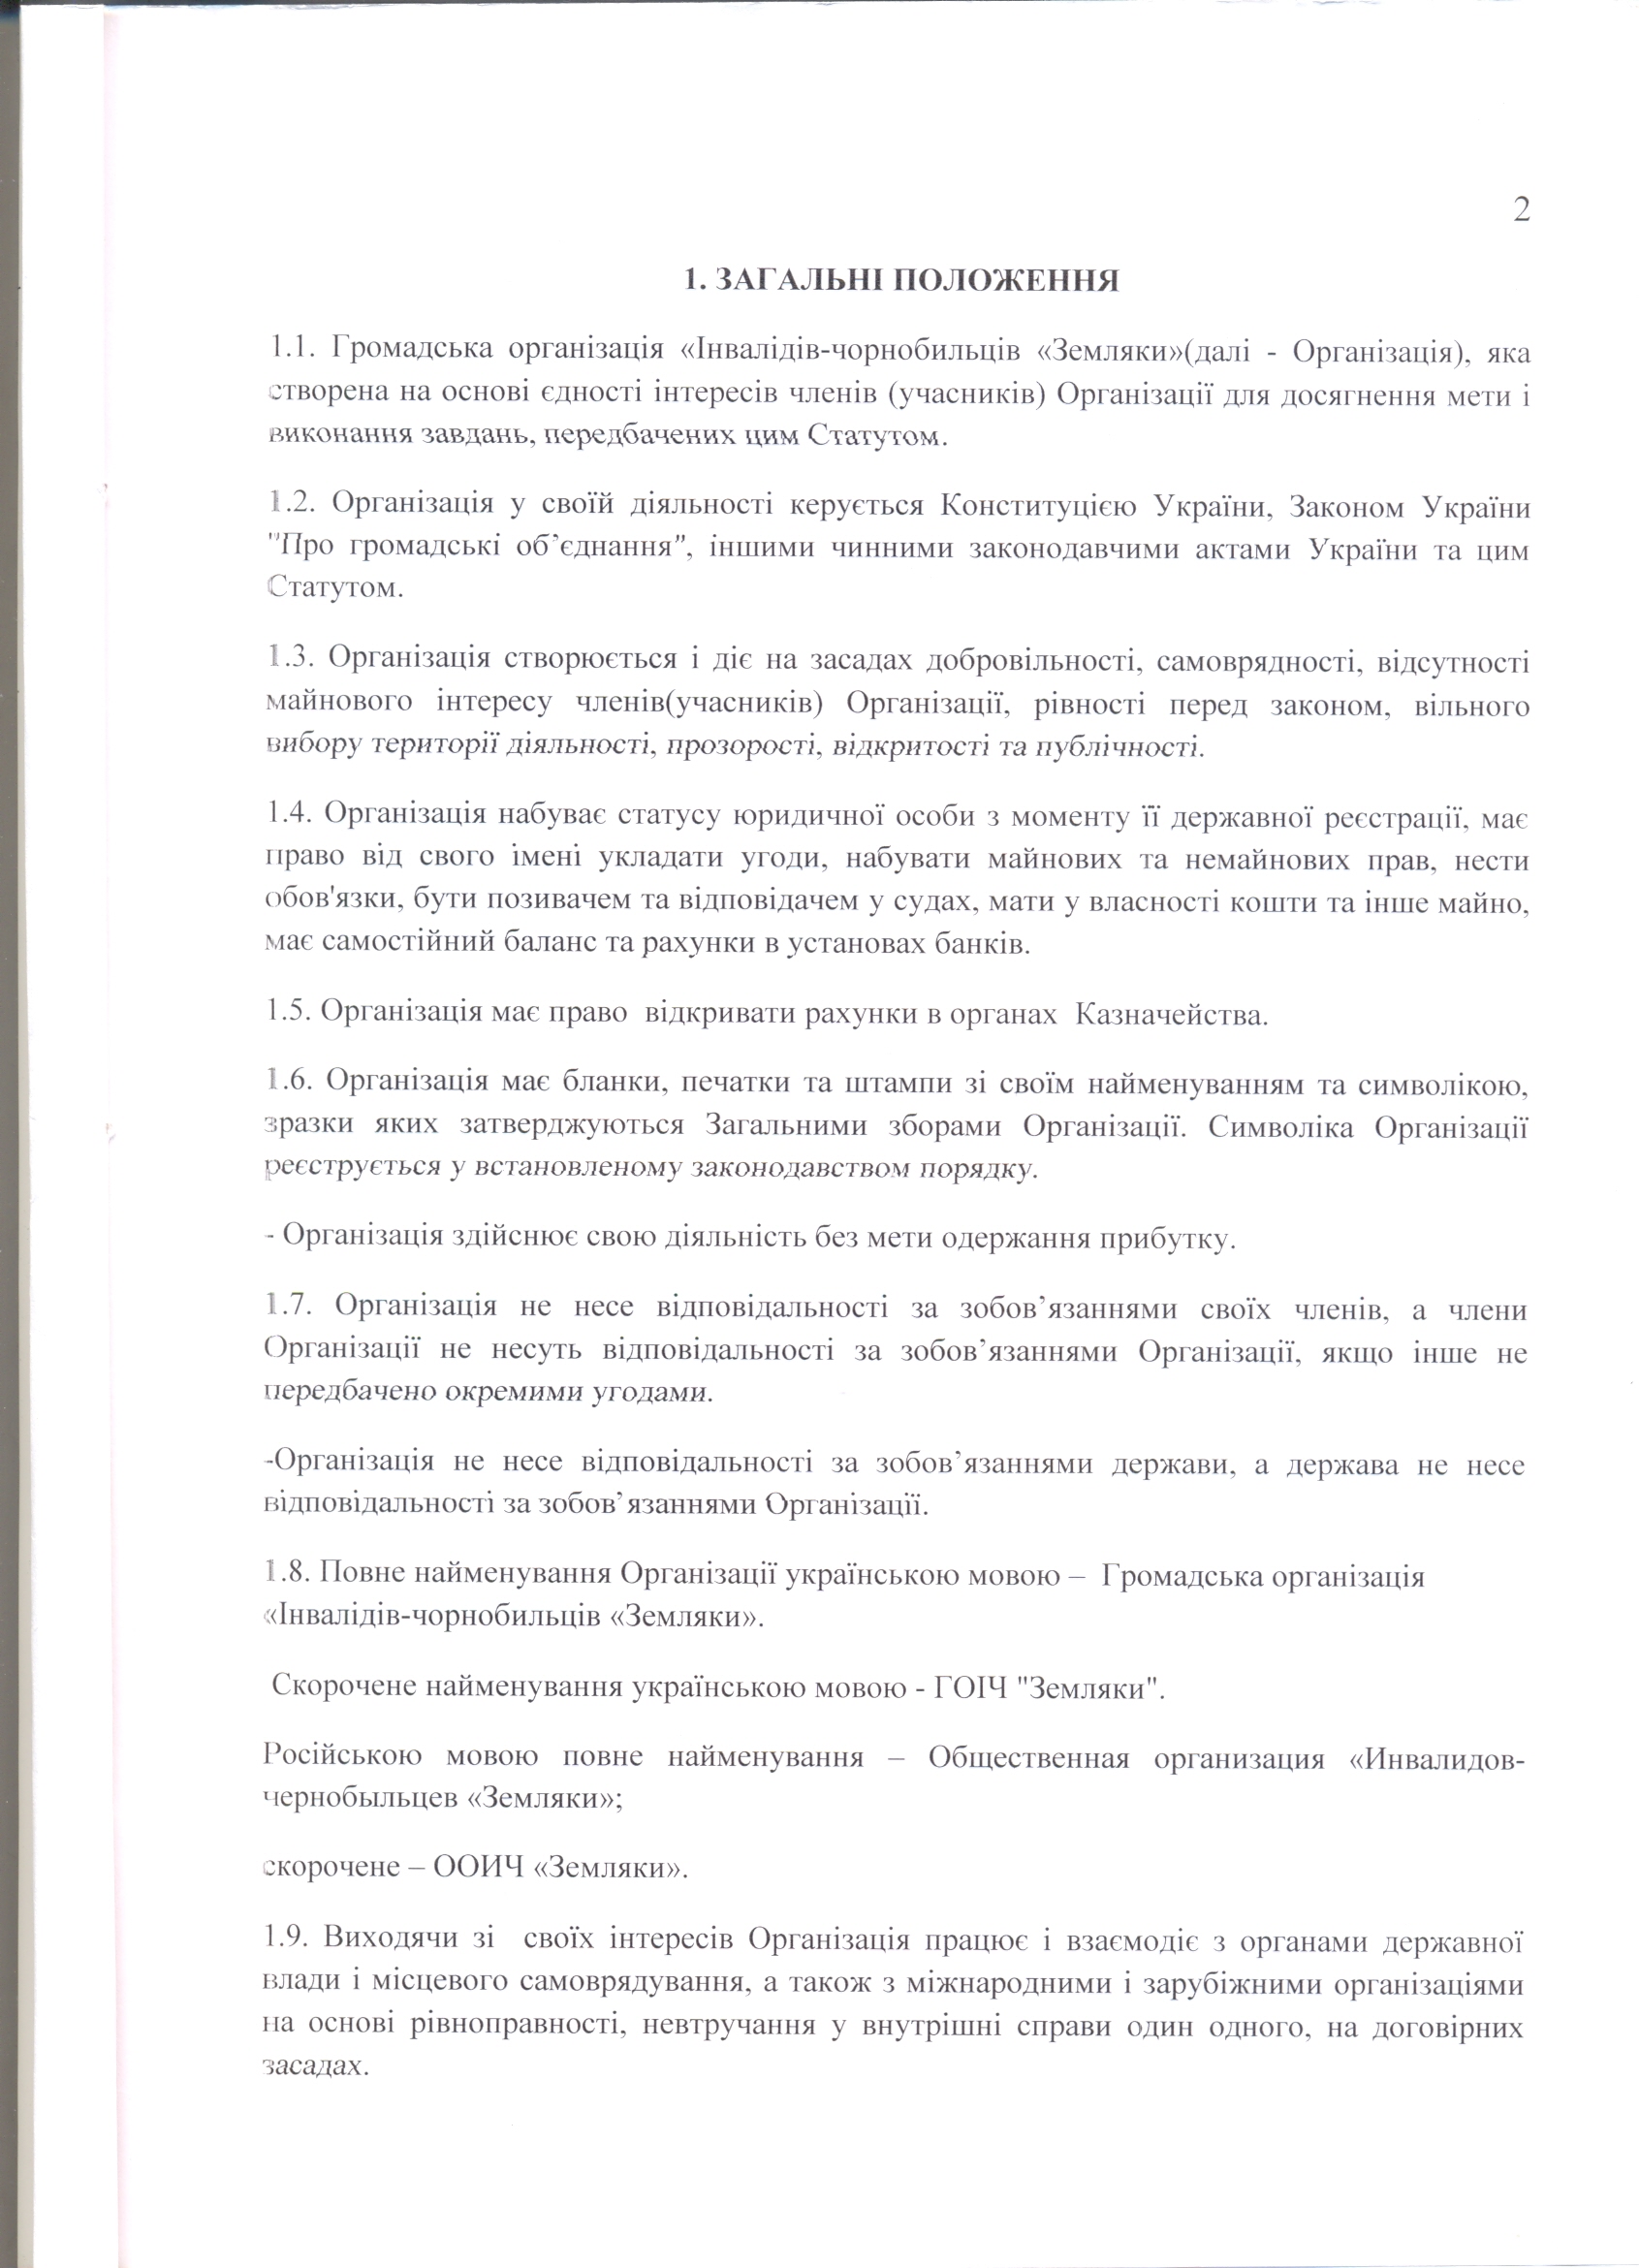 2
1. ЗАГАЛЬНІ ПОЛОЖЕННЯ
1.1. Громадська організація «Інвалідів-чорнобильців «Земляки»(далі - Організація), яка
створена на основі єдності інтересів членів (учасників) Організації для досягнення мети і
виконання завдань, передбачених цим Статутом.
1.2. Організація у своїй діяльності керується Конституцією України, Законом України
"Про громадські об’єднання", іншими чинними законодавчими актами України та цим
Статутом.
1.3. Організація створюється і діє на засадах добровільності, самоврядності, відсутності
майнового інтересу членів(учасників) Організації, рівності перед законом, вільного
вибору території діяльності, прозорості, відкритості та публічності.
1.4. Організація набуває статусу юридичної особи з моменту її державної реєстрації, має
право від свого імені укладати угоди, набувати майнових та немайнових прав, нести
обов'язки, бути позивачем та відповідачем у судах, мати у власності кошти та інше майно,
має самостійний баланс та рахунки в установах банків.
1.5. Організація має право відкривати рахунки в органах Казначейства.
1.6. Організація має бланки, печатки та штампи зі своїм найменуванням та символікою,
зразки яких затверджуються Загальними зборами Організації. Символіка Організації
реєструється у встановленому законодавством порядку.
- Організація здійснює свою діяльність без мети одержання прибутку.
1.7. Організація не несе відповідальності за зобов’язаннями своїх членів, а члени
Організації не несуть відповідальності за зобов’язаннями Організації, якщо інше не
передбачено окремими угодами.
-Організація не несе відповідальності за зобов’язаннями держави, а держава не несе
відповідальності за зобов’язаннями Організації.
1.8. Повне найменування Організації українською мовою – Громадська організація
«Інвалідів-чорнобильців «Земляки».
Скорочене найменування українською мовою - ГОІЧ "Земляки".
Російською мовою повне найменування – Общественная организация «Инвалидов-
чернобыльцев «Земляки»;
скорочене – ООИЧ «Земляки».
1.9. Виходячи зі своїх інтересів Організація працює і взаємодіє з органами державної
влади і місцевого самоврядування, а також з міжнародними і зарубіжними організаціями
на основі рівноправності, невтручання у внутрішні справи один одного, на договірних
засадах.